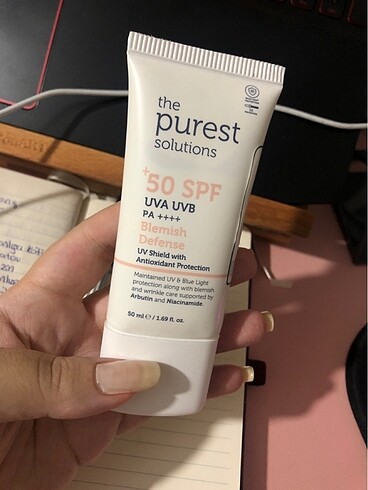 the
purest
solutions
+50 SPF
UVA UVB
PA ++++
Blemish
Defense
UV Shield with
Antioxidant Protection
Maintained UV & Blue Light
protection along with blemish
and wrinkle care supported by
Arbutin and Niacinamide.
50 ml ℮ / 1.69 fl. oz.